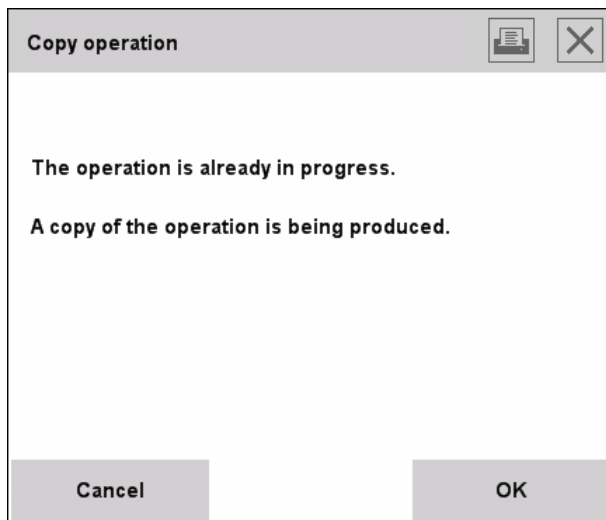 Copy operation
The operation is already in progress.
A copy of the operation is being produced.
Cancel
OK